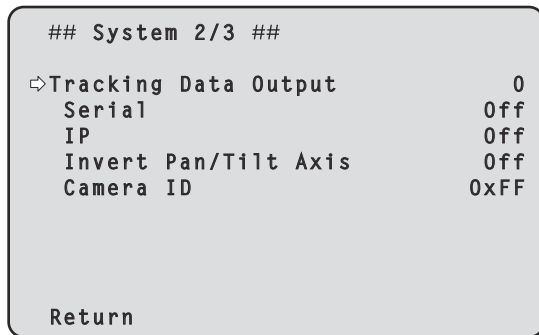 ## System 2/3 ##
⇨Tracking Data Output 0
Serial Off
IP Off
Invert Pan/Tilt Axis Off
Camera ID 0xFF
Return